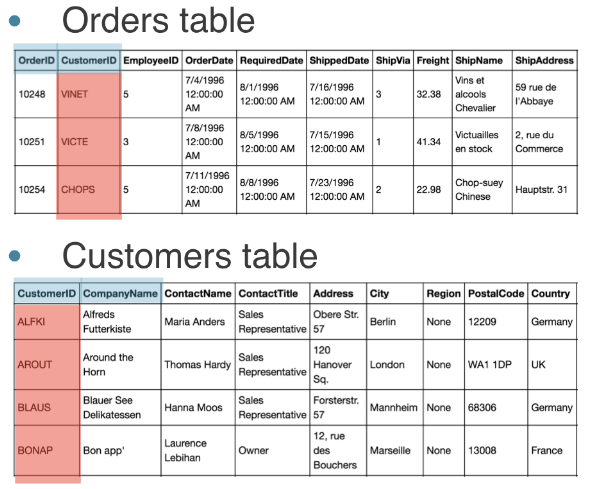 • Orders table
OrderID CustomerID EmployeeID OrderDate RequiredDate ShippedDate ShipVia Freight ShipName ShipAddress
10248 VINET 5 7/4/1996 12:00:00 AM 8/1/1996 12:00:00 AM 7/16/1996 12:00:00 AM 3 32.38 Vins et alcools Chevalier 59 rue de l'Abbaye
10251 VICTE 3 7/8/1996 12:00:00 AM 8/5/1996 12:00:00 AM 7/15/1996 12:00:00 AM 1 41.34 Victuailles en stock 2, rue du Commerce
10254 CHOPS 5 7/11/1996 12:00:00 AM 8/8/1996 12:00:00 AM 7/23/1996 12:00:00 AM 2 22.98 Chop-suey Chinese Hauptstr. 31
• Customers table
CustomerID CompanyName ContactName ContactTitle Address City Region PostalCode Country
ALFKI Alfreds Futterkiste Maria Anders Sales Representative Obere Str. 57 Berlin None 12209 Germany
AROUT Around the Horn Thomas Hardy Sales Representative 120 Hanover Sq. London None WA1 1DP UK
BLAUS Blauer See Delikatessen Hanna Moos Sales Representative Forsterstr. 57 Mannheim None 68306 Germany
BONAP Bon app' Laurence Lebihan Owner 12, rue des Bouchers Marseille None 13008 France